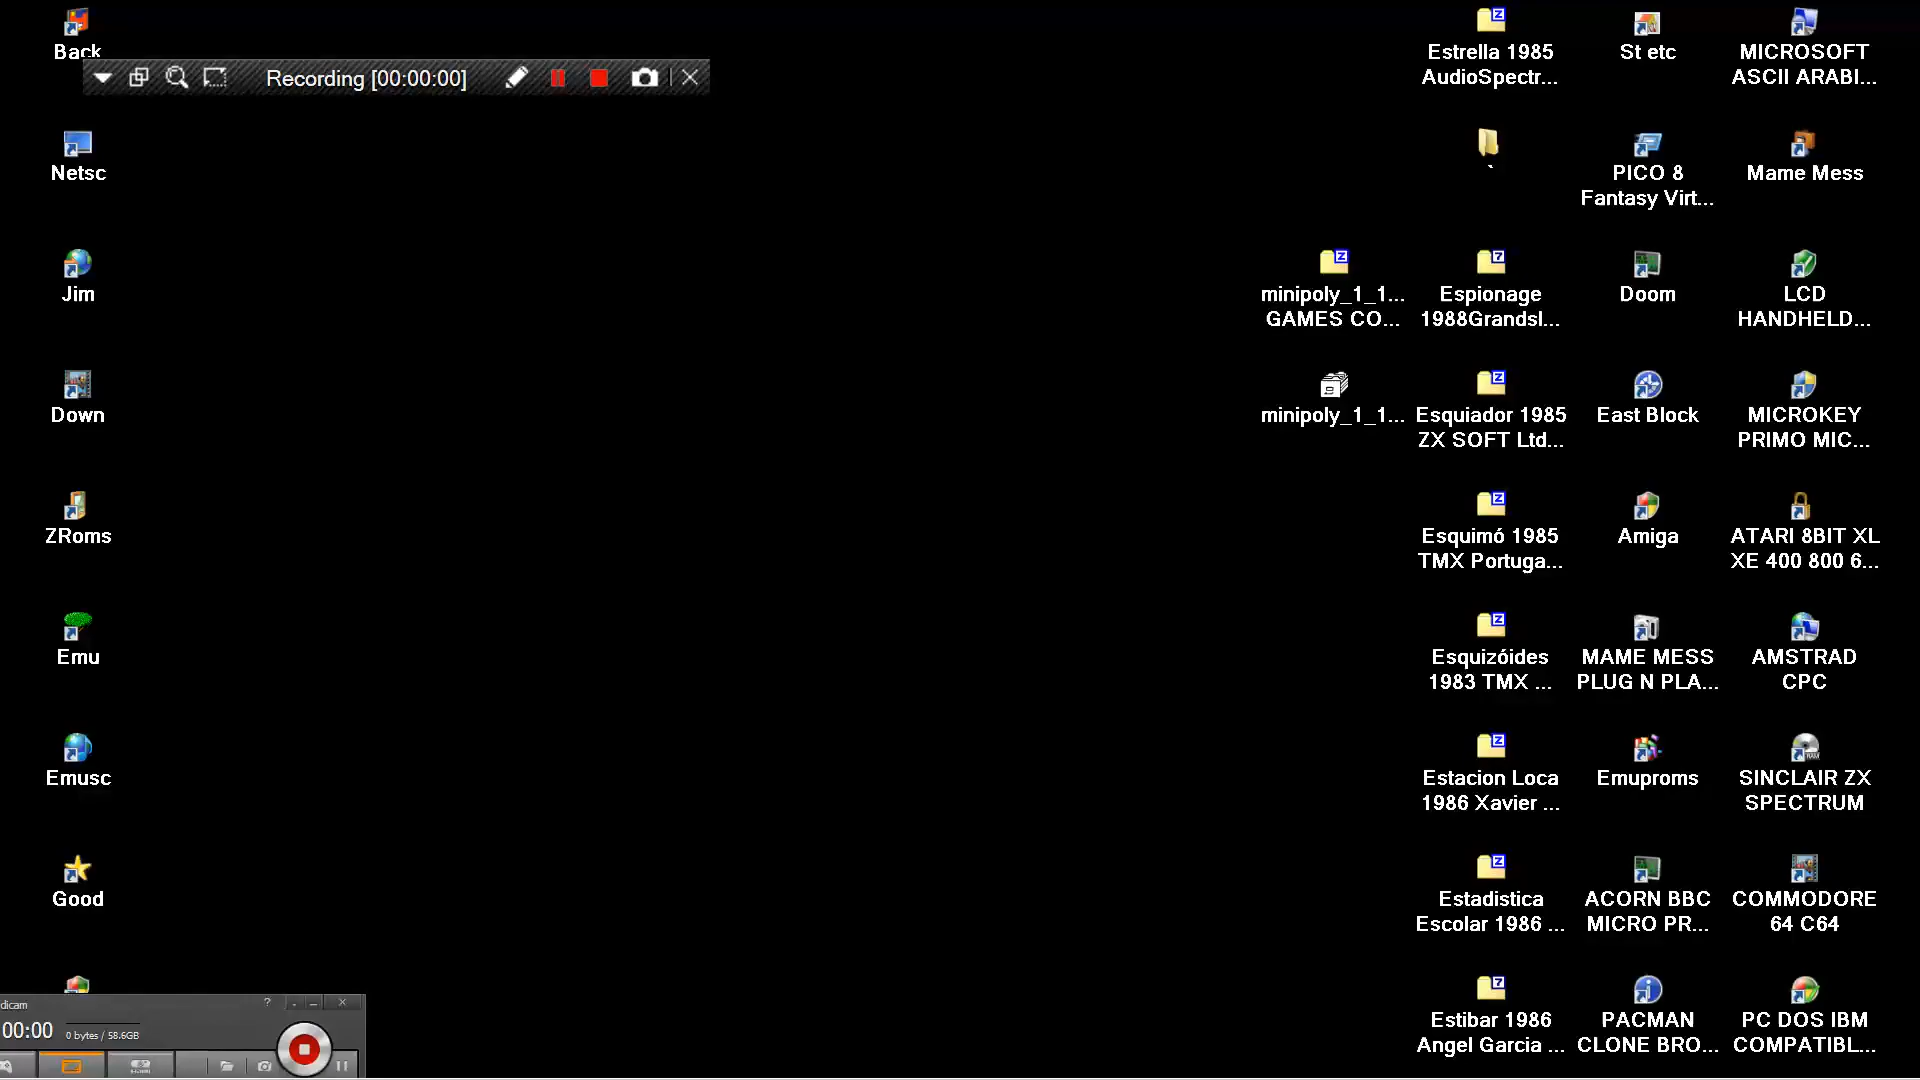 Back
Recording [00:00:00]
Netsc
Jim
Down
ZRoms
Emu
Emusc
Good
dicam
00:00
0 bytes / 58.6GB
minipoly_1_1...
GAMES CO...
minipoly_1_1...
Estrella 1985
AudioSpectr...
`
Espionage
1988Grandsl...
Esquiador 1985
ZX SOFT Ltd...
Esquimó 1985
TMX Portuga...
Esquizóides
1983 TMX ...
Estacion Loca
1986 Xavier ...
Estadistica
Escolar 1986 ...
Estibar 1986
Angel Garcia ...
St etc
PICO 8
Fantasy Virt...
Doom
East Block
Amiga
MAME MESS
PLUG N PLA...
Emuproms
ACORN BBC
MICRO PR...
PACMAN
CLONE BRO...
MICROSOFT
ASCII ARABI...
Mame Mess
LCD
HANDHELD...
MICROKEY
PRIMO MIC...
ATARI 8BIT XL
XE 400 800 6...
AMSTRAD
CPC
SINCLAIR ZX
SPECTRUM
COMMODORE
64 C64
PC DOS IBM
COMPATIBL...